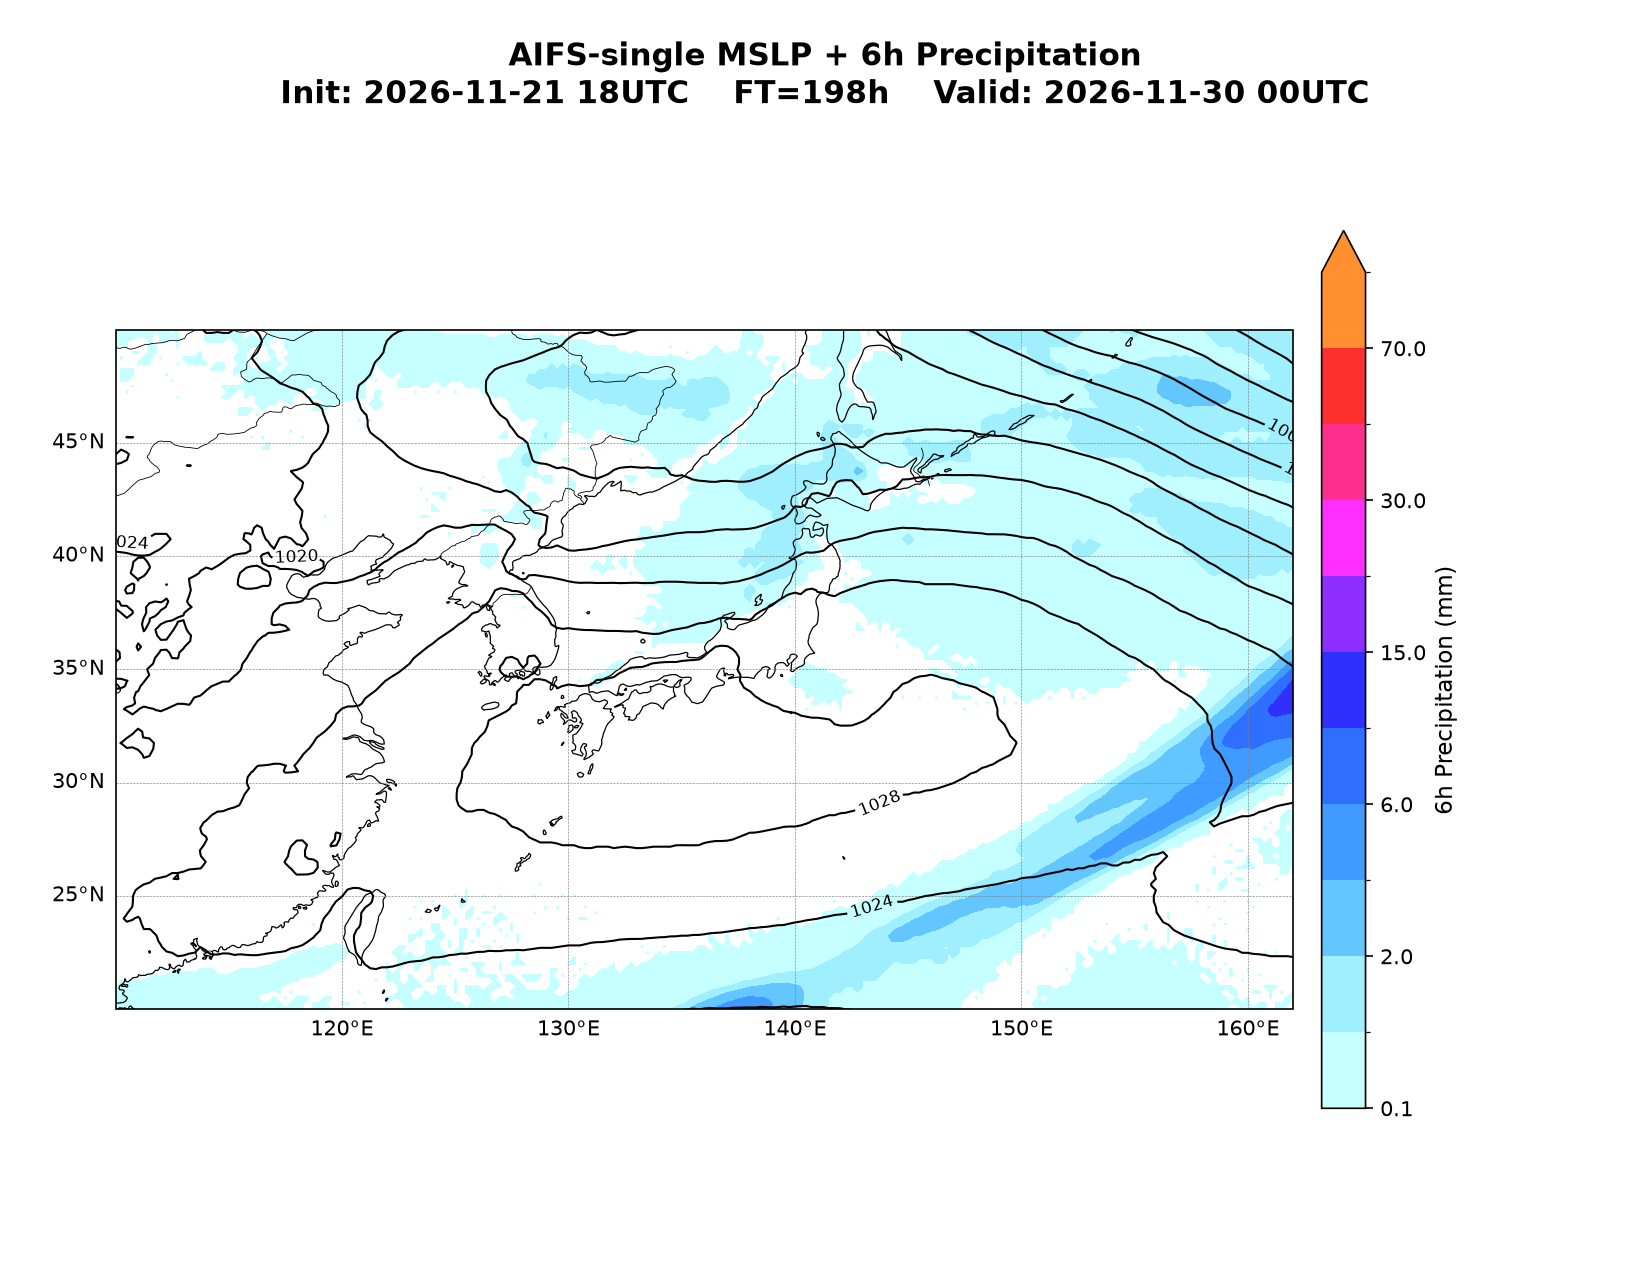 AIFS-single MSLP + 6h Precipitation
Init: 2026-11-21 18UTC    FT=198h    Valid: 2026-11-30 00UTC
70.0
30.0
15.0
6.0
2.0
0.1
6h Precipitation (mm)
45°N
40°N
35°N
30°N
25°N
120°E
130°E
140°E
150°E
160°E
024
1020
1028
1024